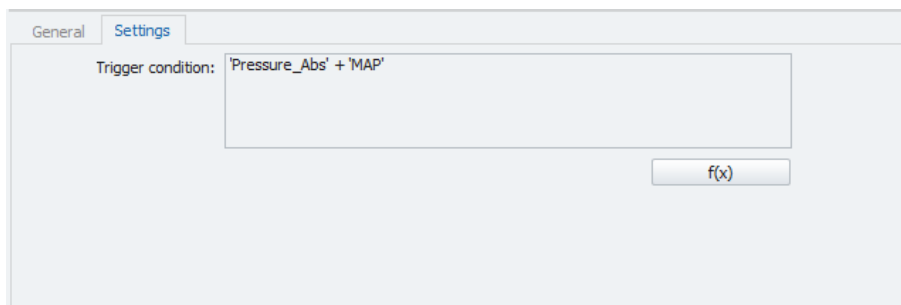 General
Settings
Trigger condition:
'Pressure_Abs' + 'MAP'
f(x)